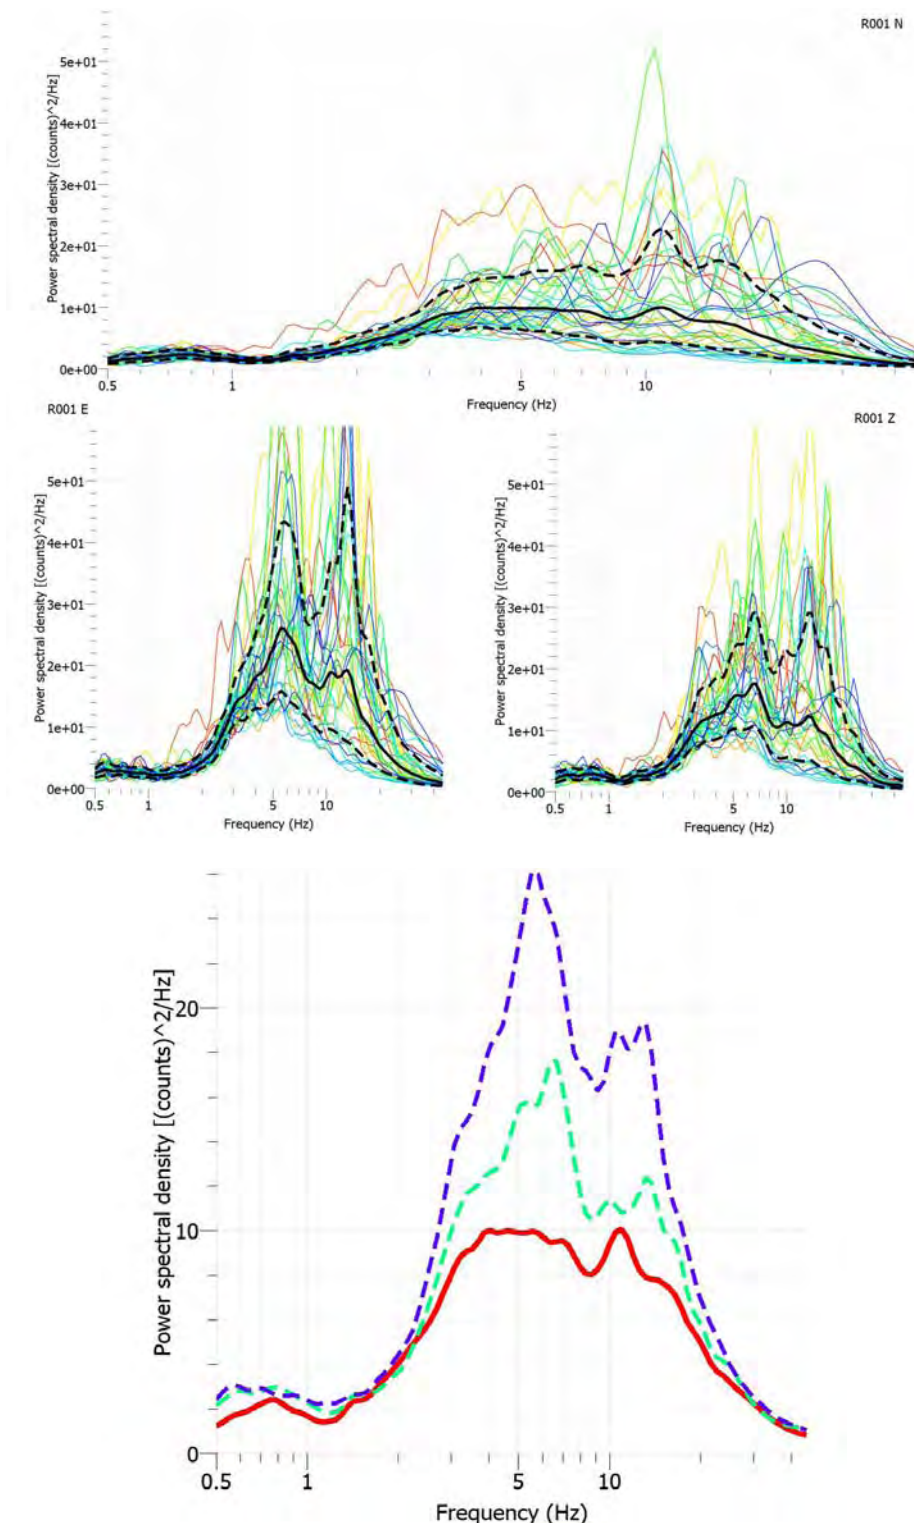 R001 N
Power spectral density [(counts)^2/Hz]
5e+01
4e+01
3e+01
2e+01
1e+01
0e+00
0.5 1 5 10
Frequency (Hz)
R001 E
Power spectral density [(counts)^2/Hz]
5e+01
4e+01
3e+01
2e+01
1e+01
0e+00
0.5 1 5 10
Frequency (Hz)
R001 Z
Power spectral density [(counts)^2/Hz]
5e+01
4e+01
3e+01
2e+01
1e+01
0e+00
0.5 1 5 10
Frequency (Hz)
Power spectral density [(counts)^2/Hz]
20
10
0
0.5 1 5 10
Frequency (Hz)